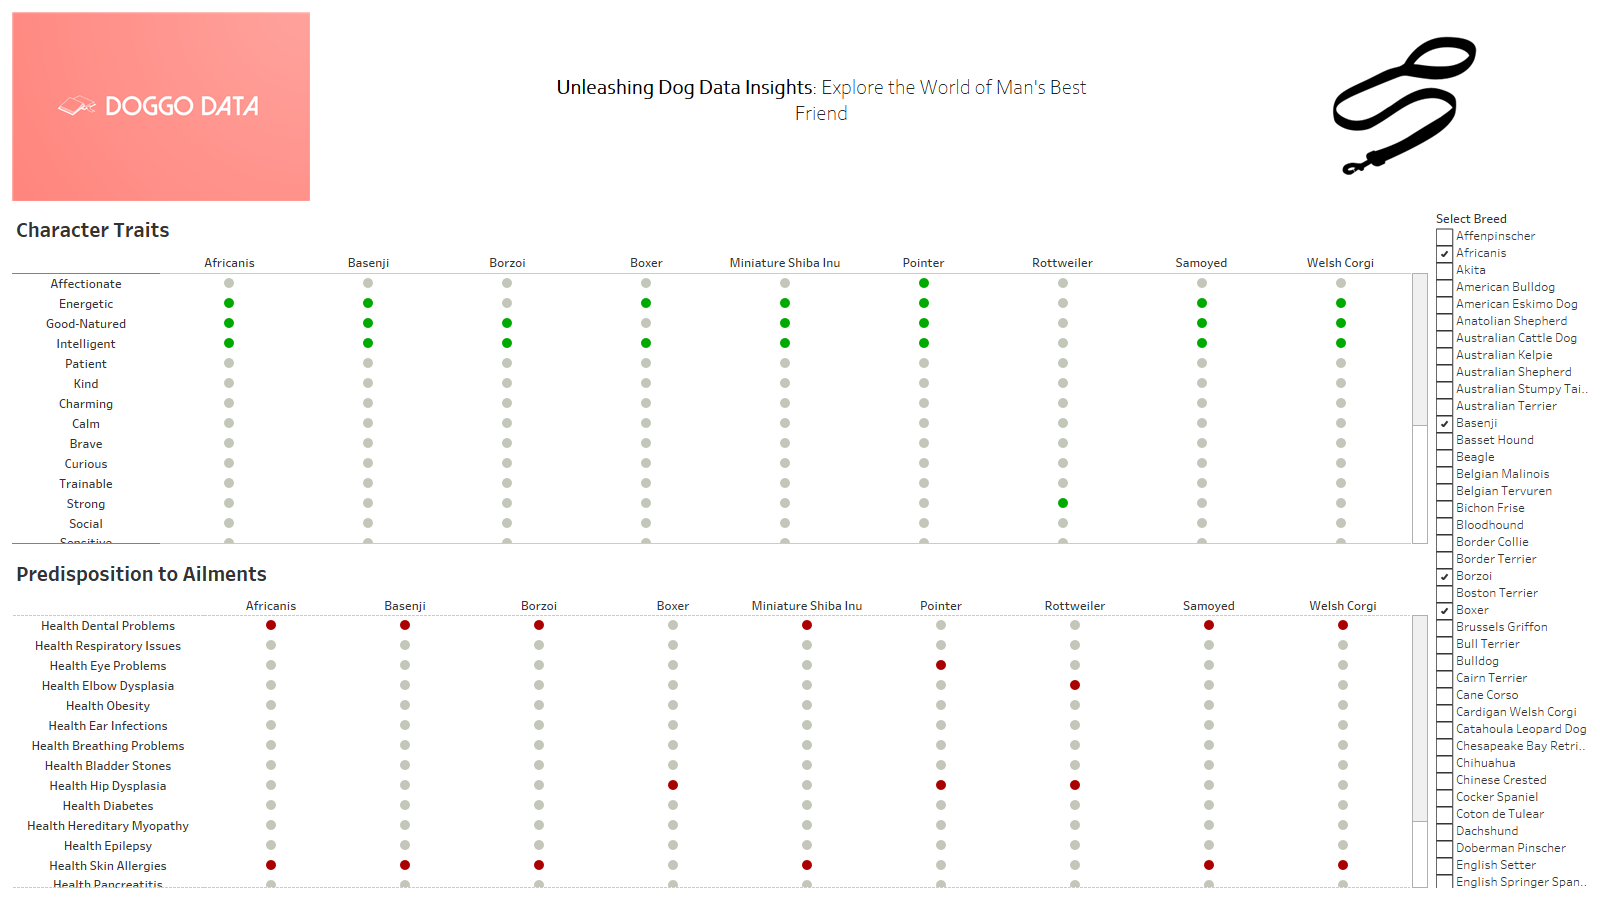 DOGGO DATA
Unleashing Dog Data Insights: Explore the World of Man's Best
Friend
Character Traits
Africanis Basenji Borzoi Boxer Miniature Shiba Inu Pointer Rottweiler Samoyed Welsh Corgi
Affectionate
Energetic
Good-Natured
Intelligent
Patient
Kind
Charming
Calm
Brave
Curious
Trainable
Strong
Social
Sensitive
Predisposition to Ailments
Africanis Basenji Borzoi Boxer Miniature Shiba Inu Pointer Rottweiler Samoyed Welsh Corgi
Health Dental Problems
Health Respiratory Issues
Health Eye Problems
Health Elbow Dysplasia
Health Obesity
Health Ear Infections
Health Breathing Problems
Health Bladder Stones
Health Hip Dysplasia
Health Diabetes
Health Hereditary Myopathy
Health Epilepsy
Health Skin Allergies
Health Pancreatitis
Select Breed
Affenpinscher
Africanis
Akita
American Bulldog
American Eskimo Dog
Anatolian Shepherd
Australian Cattle Dog
Australian Kelpie
Australian Shepherd
Australian Stumpy Tai..
Australian Terrier
Basenji
Basset Hound
Beagle
Belgian Malinois
Belgian Tervuren
Bichon Frise
Bloodhound
Border Collie
Border Terrier
Borzoi
Boston Terrier
Boxer
Brussels Griffon
Bull Terrier
Bulldog
Cairn Terrier
Cane Corso
Cardigan Welsh Corgi
Catahoula Leopard Dog
Chesapeake Bay Retri..
Chihuahua
Chinese Crested
Cocker Spaniel
Coton de Tulear
Dachshund
Doberman Pinscher
English Setter
English Springer Span..